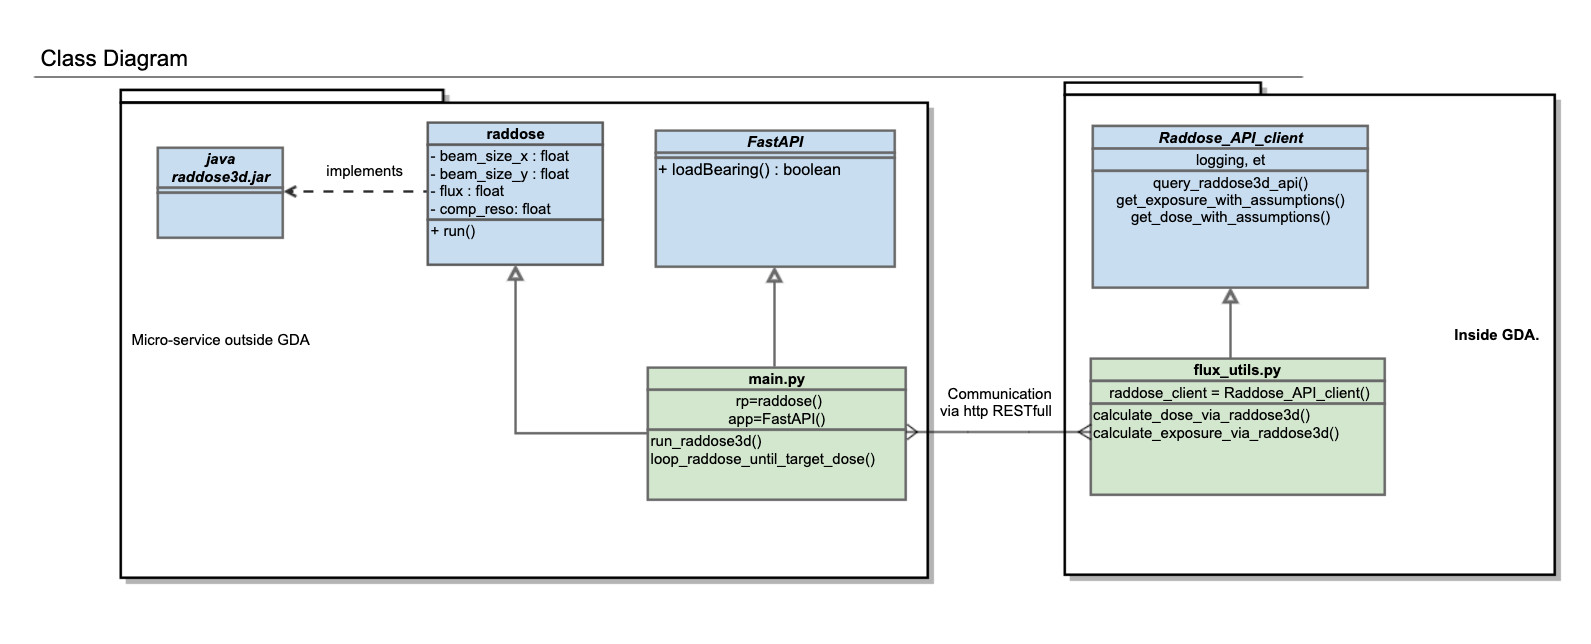 Class Diagram
java
raddose3d.jar
implements
raddose
- beam_size_x : float
- beam_size_y : float
- flux : float
- comp_reso: float
+ run()
FastAPI
+ loadBearing() : boolean
Micro-service outside GDA
main.py
rp=raddose()
app=FastAPI()
run_raddose3d()
loop_raddose_until_target_dose()
Communication
via http RESTfull
Raddose_API_client
logging, et
query_raddose3d_api()
get_exposure_with_assumptions()
get_dose_with_assumptions()
Inside GDA.
flux_utils.py
raddose_client = Raddose_API_client()
calculate_dose_via_raddose3d()
calculate_exposure_via_raddose3d()